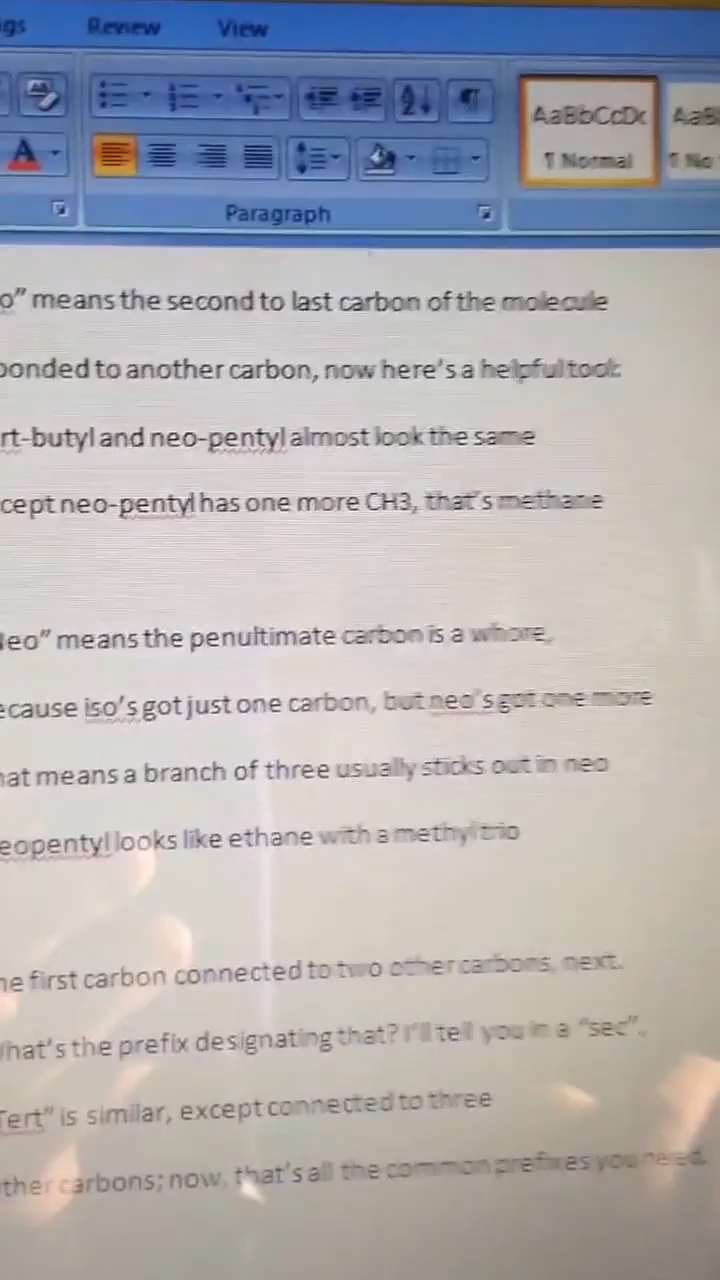 gs Review View
AaBbCcDc AaB
¶ Normal ¶ No
Paragraph
o” means the second to last carbon of the molecule
bonded to another carbon, now here’s a helpful tool:
rt-butyl and neo-pentyl almost look the same
cept neo-pentyl has one more CH3, that’s methane
Neo” means the penultimate carbon is a whore,
ecause iso’s got just one carbon, but neo’s got one more
hat means a branch of three usually sticks out in neo
eopentyl looks like ethane with a methyl trio
he first carbon connected to two other carbons, next.
What’s the prefix designating that? I’ll tell you in a “sec”.
Tert” is similar, except connected to three
ther carbons; now, that’s all the common prefixes you need.